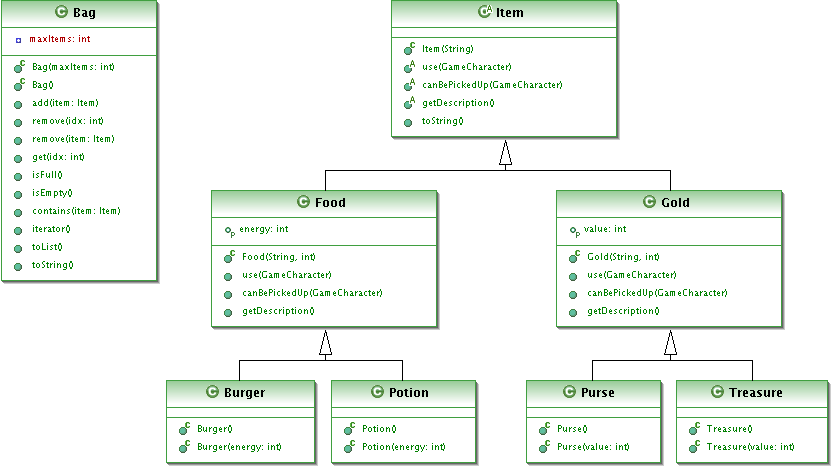 Bag
maxItems: int
Bag(maxItems: int)
Bag()
add(item: Item)
remove(idx: int)
remove(item: Item)
get(idx: int)
isFull()
isEmpty()
contains(item: Item)
iterator()
toList()
toString()
Item
Item(String)
use(GameCharacter)
canBePickedUp(GameCharacter)
getDescription()
toString()
Food
energy: int
Food(String, int)
use(GameCharacter)
canBePickedUp(GameCharacter)
getDescription()
Gold
value: int
Gold(String, int)
use(GameCharacter)
canBePickedUp(GameCharacter)
getDescription()
Burger
Burger()
Burger(energy: int)
Potion
Potion()
Potion(energy: int)
Purse
Purse()
Purse(value: int)
Treasure
Treasure()
Treasure(value: int)